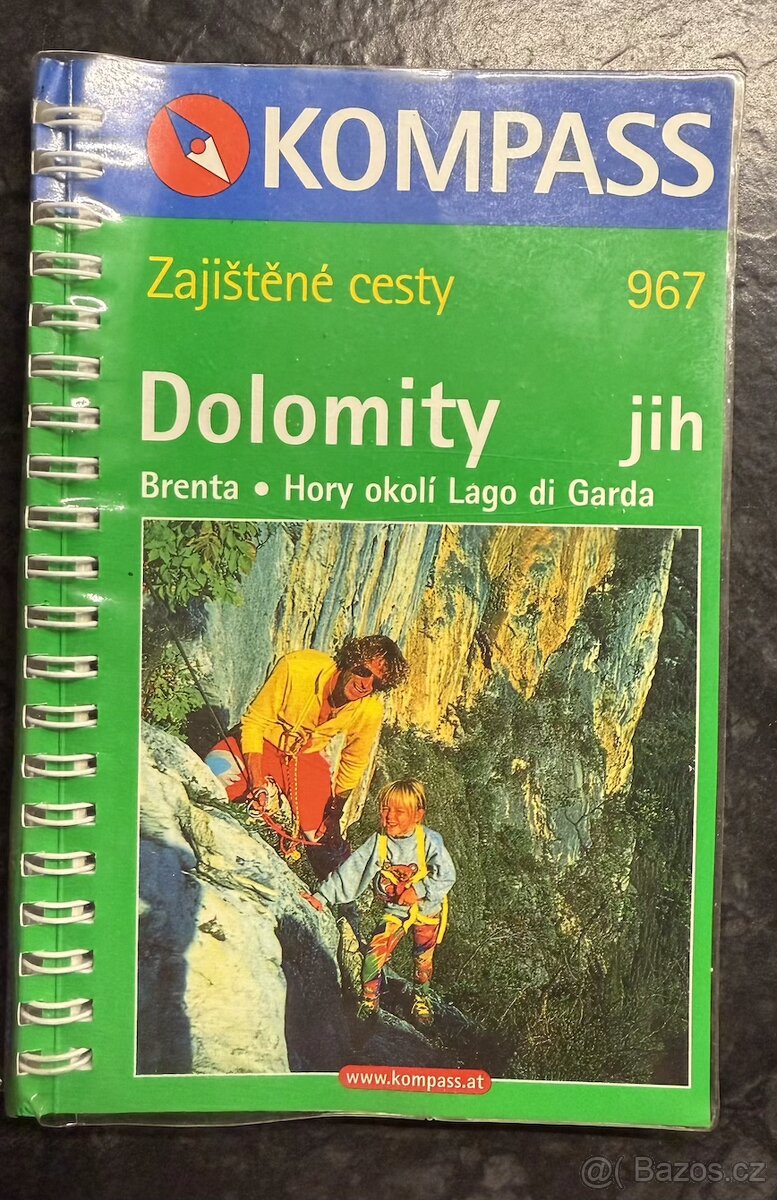 KOMPASS
Zajištěné cesty 967
Dolomity jih
Brenta • Hory okolí Lago di Garda
www.kompass.at
@( Bazos.cz